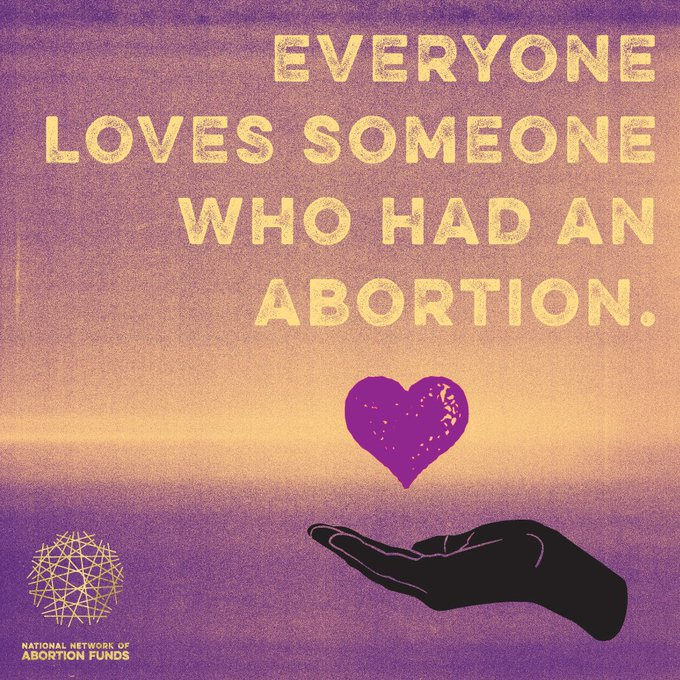 EVERYONE
LOVES SOMEONE
WHO HAD AN
ABORTION.
NATIONAL NETWORK OF
ABORTION FUNDS